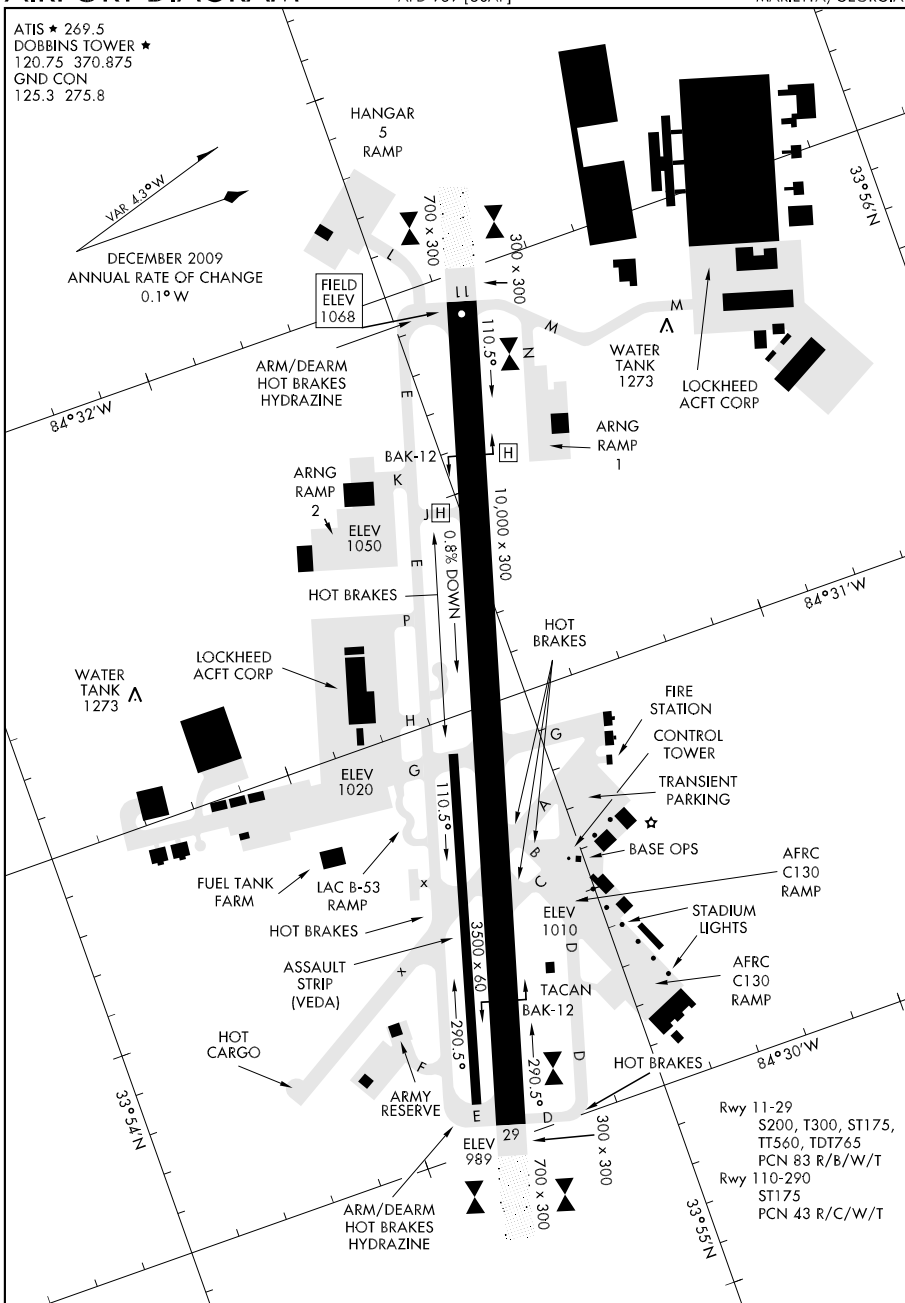 AIRPORT DIAGRAM
MARIETTA, GEORGIA
ATIS ★ 269.5
DOBBINS TOWER ★
120.75 370.875
GND CON
125.3 275.8
HANGAR
5
RAMP
VAR 4.3° W
DECEMBER 2009
ANNUAL RATE OF CHANGE
0.1° W
700 x 300
300 x 300
33°56'N
L
FIELD
ELEV
1068
11
M
M
N
110.5°
WATER
TANK
1273
LOCKHEED
ACFT CORP
ARM/DEARM
HOT BRAKES
HYDRAZINE
84°32'W
E
ARNG
RAMP
1
BAK-12
H
K
ARNG
RAMP
2
ELEV
1050
J
H
10,000 x 300
0.8% DOWN
E
HOT BRAKES
84°31'W
P
HOT
BRAKES
LOCKHEED
ACFT CORP
WATER
TANK
1273
H
G
FIRE
STATION
CONTROL
TOWER
TRANSIENT
PARKING
G
ELEV
1020
110.5°
A
B
BASE OPS
C
FUEL TANK
FARM
LAC B-53
RAMP
X
AFRC
C130
RAMP
ELEV
1010
STADIUM
LIGHTS
HOT BRAKES
3500 x 60
D
ASSAULT
STRIP
(VEDA)
X
TACAN
BAK-12
AFRC
C130
RAMP
HOT
CARGO
290.5°
290.5°
D
HOT BRAKES
84°30'W
F
ARMY
RESERVE
33°54'N
E
D
29
ELEV
989
300 x 300
700 x 300
ARM/DEARM
HOT BRAKES
HYDRAZINE
33°55'N
Rwy 11-29
S200, T300, ST175,
TT560, TDT765
PCN 83 R/B/W/T
Rwy 110-290
ST175
PCN 43 R/C/W/T